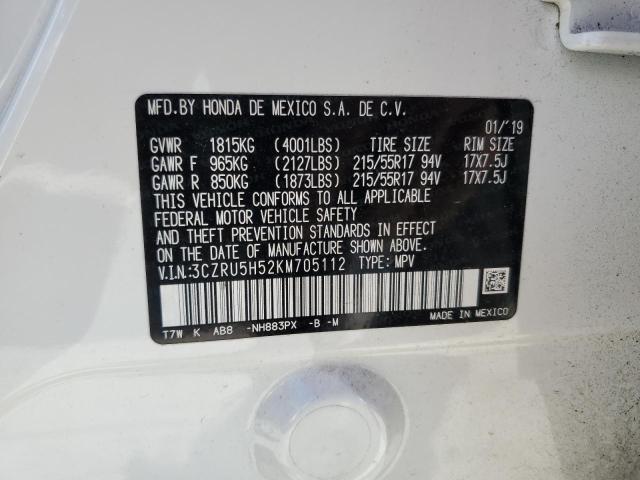 MFD.BY HONDA DE MEXICO S.A. DE C.V.
01/'19
GVWR 1815KG (4001LBS) TIRE SIZE RIM SIZE
GAWR F 965KG (2127LBS) 215/55R17 94V 17X7.5J
GAWR R 850KG (1873LBS) 215/55R17 94V 17X7.5J
THIS VEHICLE CONFORMS TO ALL APPLICABLE
FEDERAL MOTOR VEHICLE SAFETY
AND THEFT PREVENTION STANDARDS IN EFFECT
ON THE DATE OF MANUFACTURE SHOWN ABOVE.
V.I.N:3CZRU5H52KM705112 TYPE: MPV
T7W K AB8 -NH883PX -B -M
MADE IN MEXICO